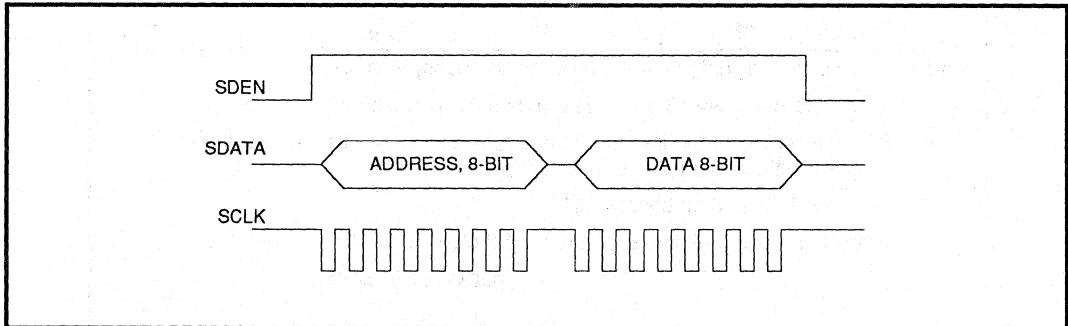 SDEN
SDATA
ADDRESS, 8-BIT
DATA 8-BIT
SCLK